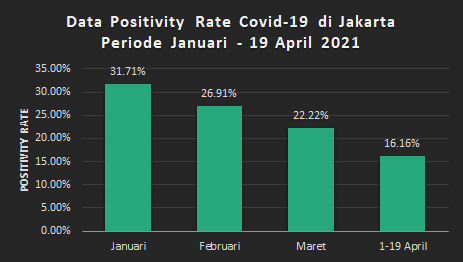 Data Positivity Rate Covid-19 di Jakarta
Periode Januari - 19 April 2021
POSITIVITY RATE
35.00%
30.00%
25.00%
20.00%
15.00%
10.00%
5.00%
0.00%
31.71%
26.91%
22.22%
16.16%
Januari
Februari
Maret
1-19 April